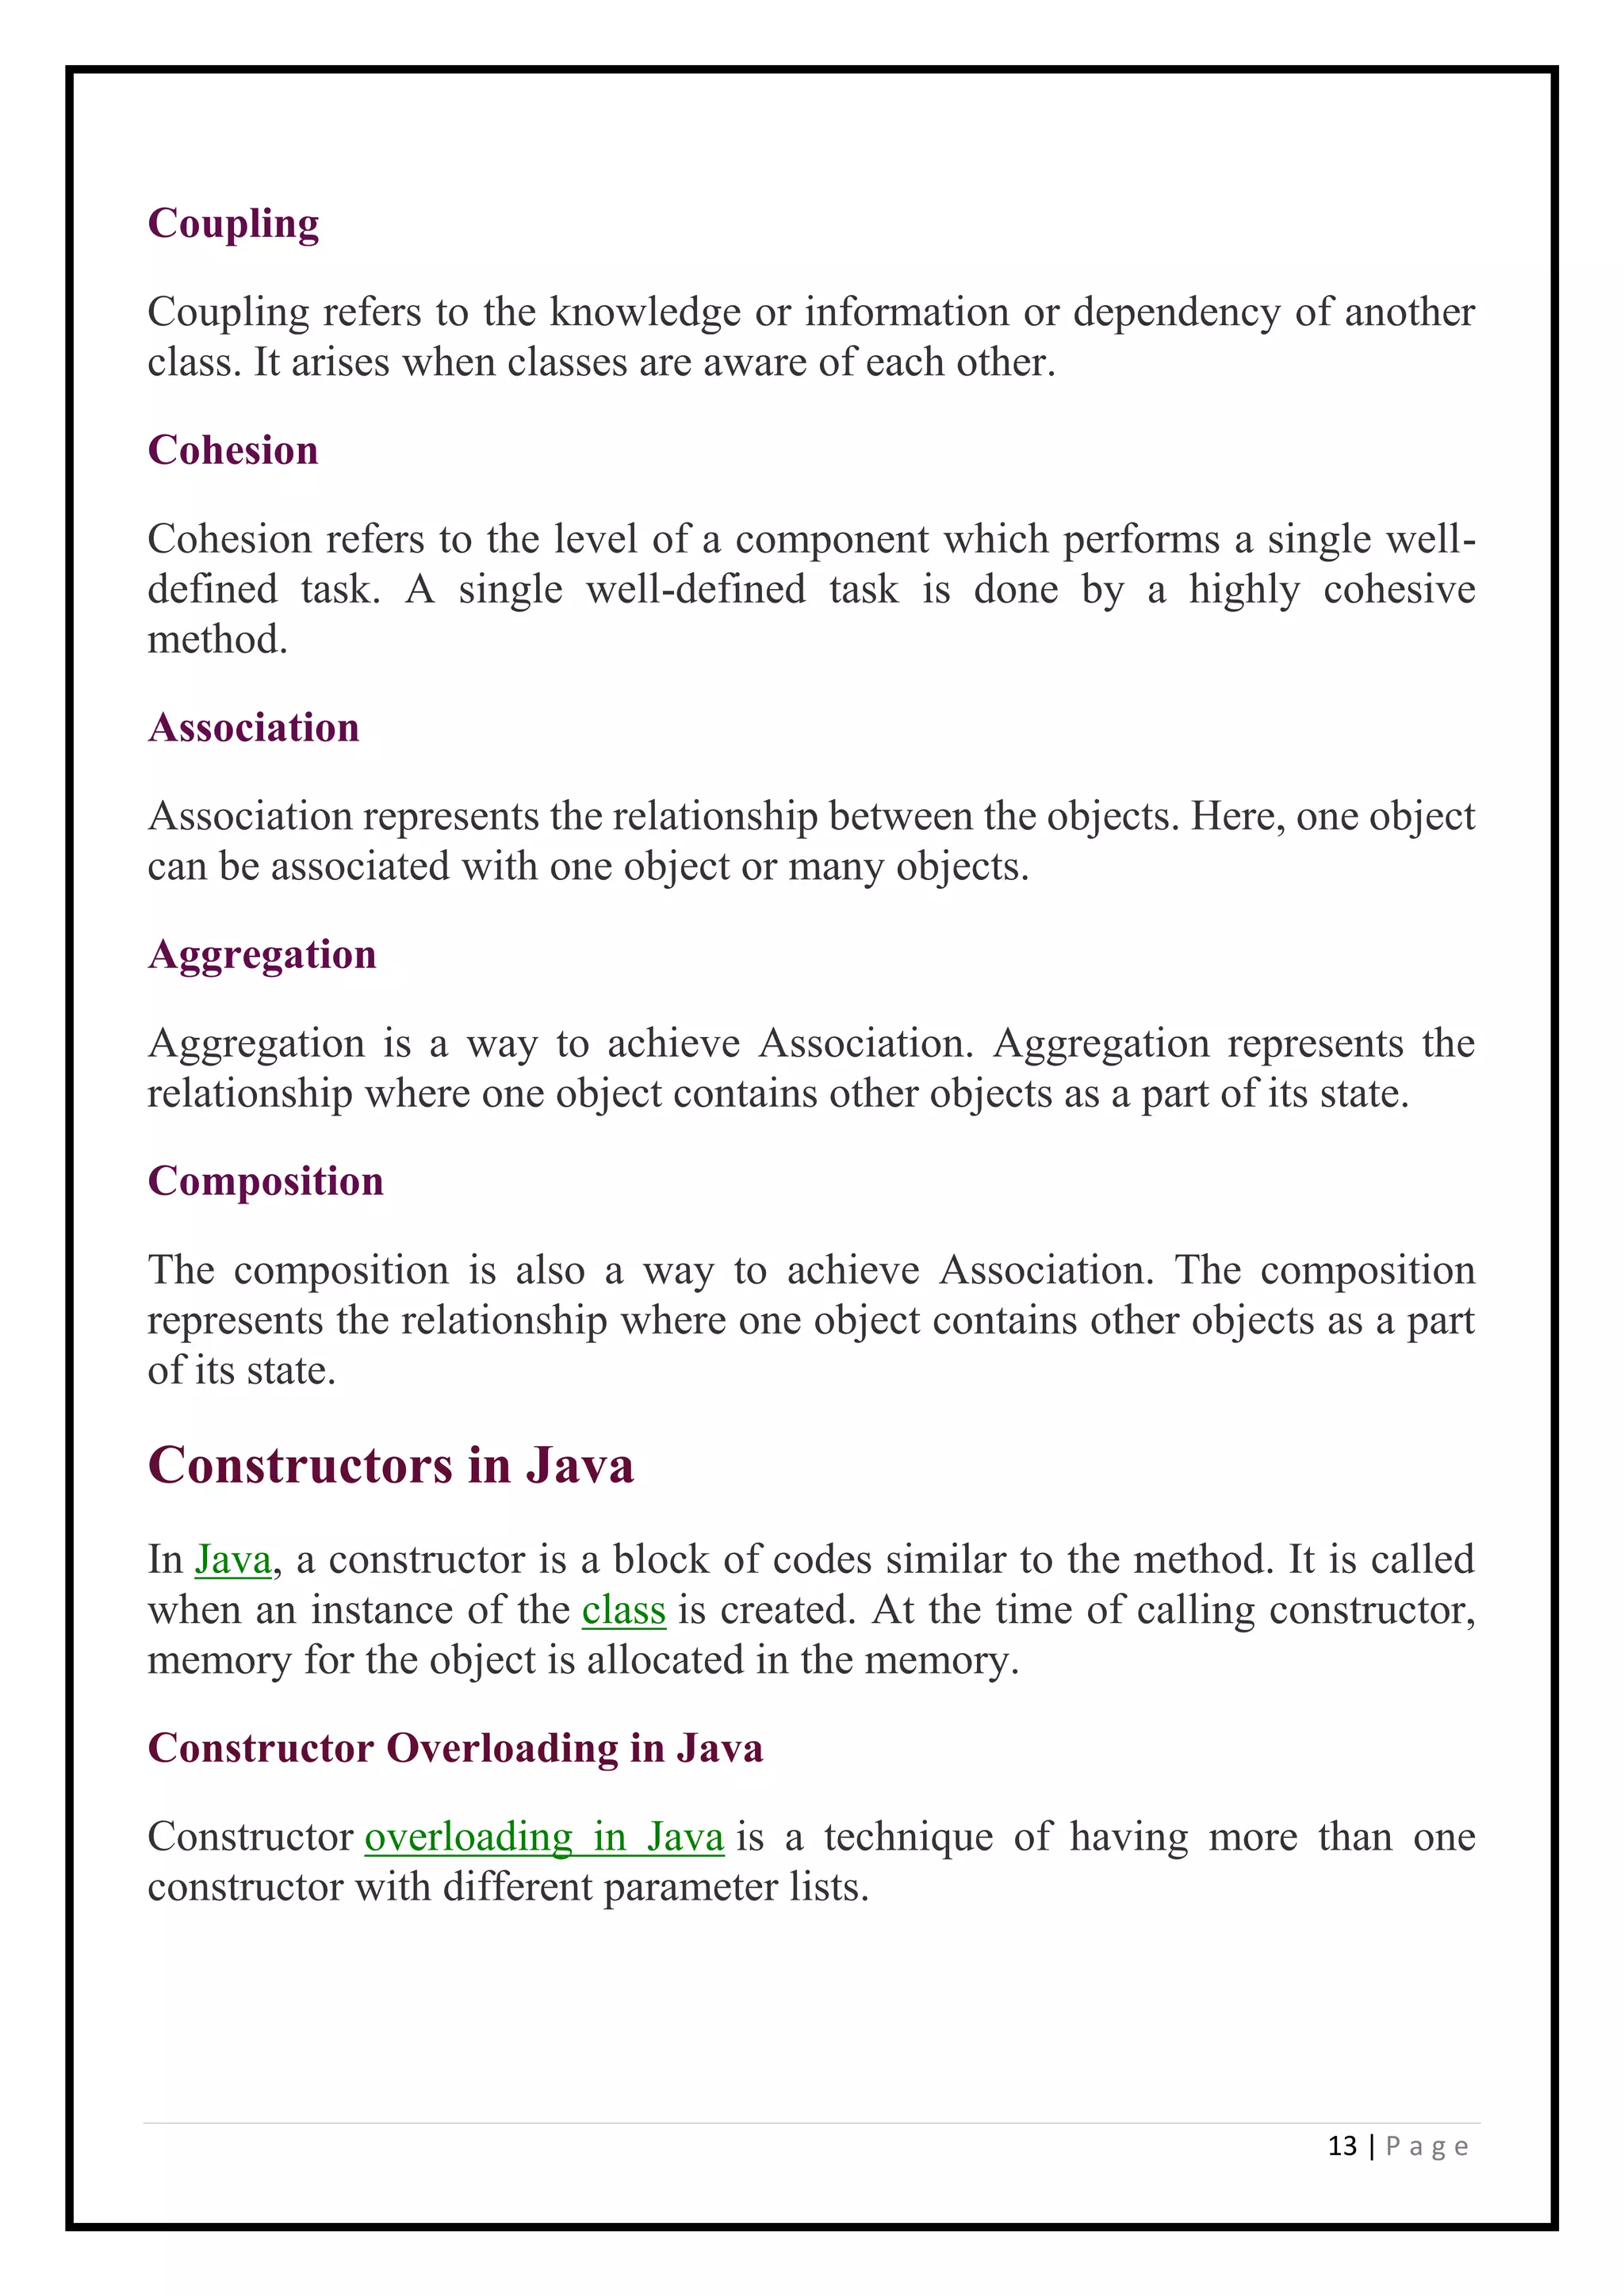 Coupling
Coupling refers to the knowledge or information or dependency of another
class. It arises when classes are aware of each other.
Cohesion
Cohesion refers to the level of a component which performs a single well-
defined task. A single well-defined task is done by a highly cohesive
method.
Association
Association represents the relationship between the objects. Here, one object
can be associated with one object or many objects.
Aggregation
Aggregation is a way to achieve Association. Aggregation represents the
relationship where one object contains other objects as a part of its state.
Composition
The composition is also a way to achieve Association. The composition
represents the relationship where one object contains other objects as a part
of its state.
Constructors in Java
In Java, a constructor is a block of codes similar to the method. It is called
when an instance of the class is created. At the time of calling constructor,
memory for the object is allocated in the memory.
Constructor Overloading in Java
Constructor overloading in Java is a technique of having more than one
constructor with different parameter lists.
13 | P a g e